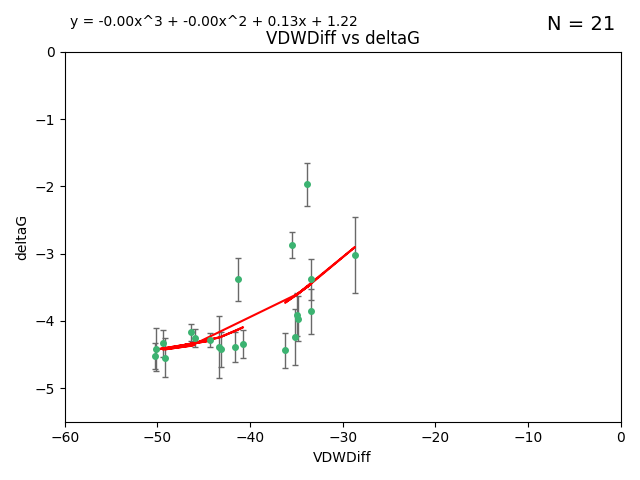 y = -0.00x^3 + -0.00x^2 + 0.13x + 1.22
N = 21
VDWDiff vs deltaG
0
−1
−2
−3
−4
−5
deltaG
−60
−50
−40
−30
−20
−10
0
VDWDiff